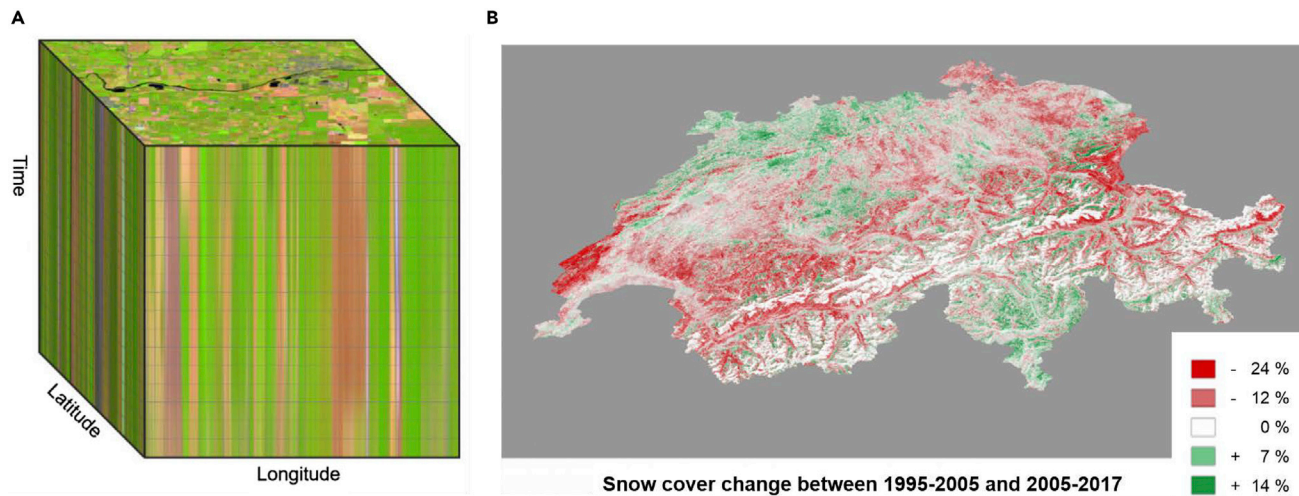 A
B
Time
Latitude
Longitude
- 24 %
- 12 %
0 %
+ 7 %
+ 14 %
Snow cover change between 1995-2005 and 2005-2017